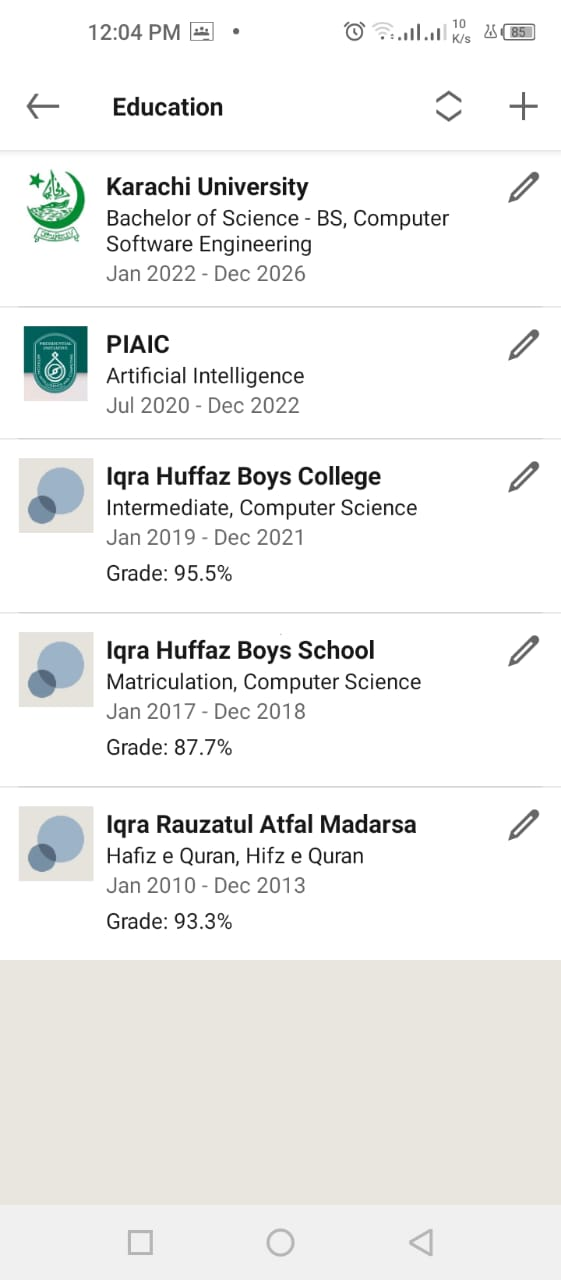 12:04 PM
10
K/s
85
Education
Karachi University
Bachelor of Science - BS, Computer
Software Engineering
Jan 2022 - Dec 2026
PIAIC
Artificial Intelligence
Jul 2020 - Dec 2022
Iqra Huffaz Boys College
Intermediate, Computer Science
Jan 2019 - Dec 2021
Grade: 95.5%
Iqra Huffaz Boys School
Matriculation, Computer Science
Jan 2017 - Dec 2018
Grade: 87.7%
Iqra Rauzatul Atfal Madarsa
Hafiz e Quran, Hifz e Quran
Jan 2010 - Dec 2013
Grade: 93.3%